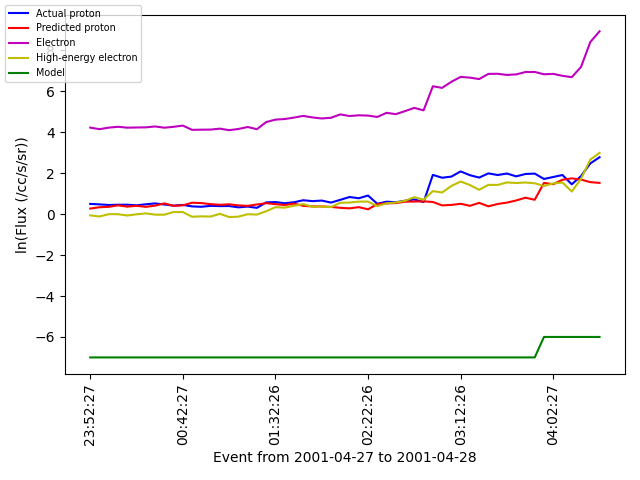 Actual proton
Predicted proton
Electron
High-energy electron
Model
8
6
4
2
0
−2
−4
−6
ln(Flux (/cc/s/sr))
23:52:27
00:42:27
01:32:26
02:22:26
03:12:26
04:02:27
Event from 2001-04-27 to 2001-04-28